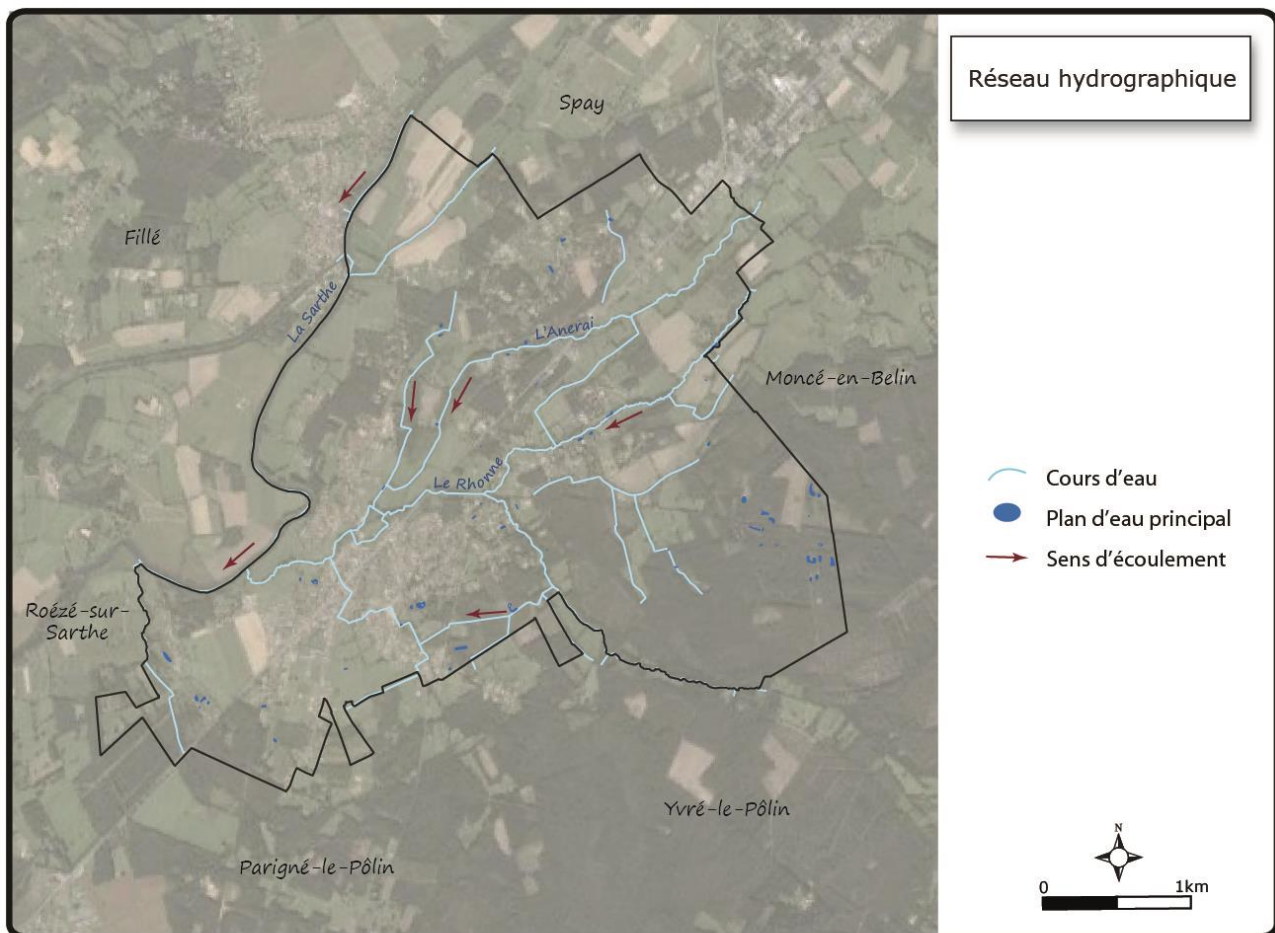 Réseau hydrographique
Spay
Fillé
La Sarthe
L'Anerai
Moncé-en-Belin
Le Rhonne
Cours d'eau
Plan d'eau principal
Sens d'écoulement
Roézé-sur-
Sarthe
Yvré-le-Pôlin
Parigné-le-Pôlin
N
0 1km